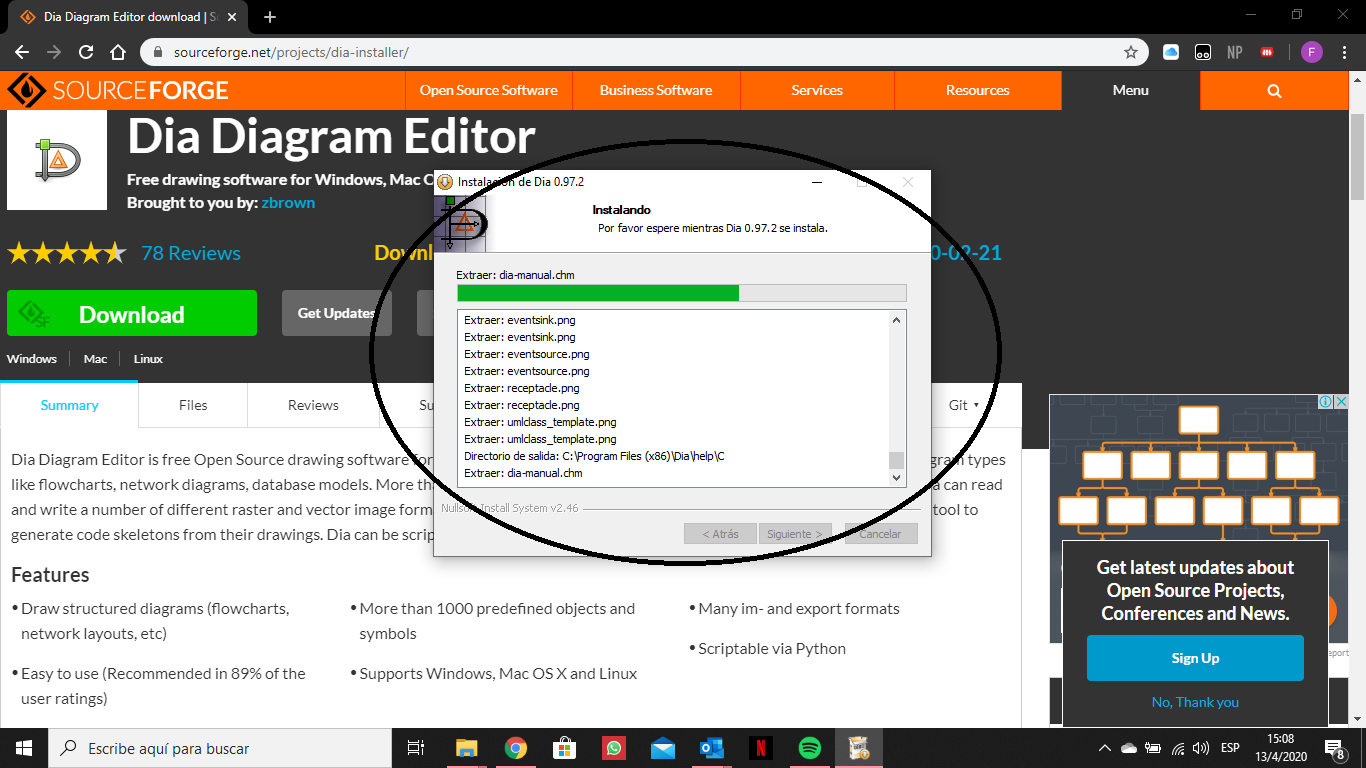 Dia Diagram Editor download | S
sourceforge.net/projects/dia-installer/
NP
F
SOURCEFORGE
Open Source Software
Business Software
Services
Resources
Menu
Dia Diagram Editor
Free drawing software for Windows, Mac O
Brought to you by: zbrown
78 Reviews
Downl
0-02-21
Download
SF
Get Updates
Windows
Mac
Linux
Summary
Files
Reviews
Su
Git
Instalación de Dia 0.97.2
Instalando
Por favor espere mientras Dia 0.97.2 se instala.
Extraer: dia-manual.chm
Extraer: eventsink.png
Extraer: eventsink.png
Extraer: eventsource.png
Extraer: eventsource.png
Extraer: receptacle.png
Extraer: receptacle.png
Extraer: umlclass_template.png
Extraer: umlclass_template.png
Directorio de salida: C:\Program Files (x86)\Dia\help\C
Extraer: dia-manual.chm
Nullsoft Install System v2.46
< Atrás
Siguiente >
Cancelar
Dia Diagram Editor is free Open Source drawing software for
gram types
like flowcharts, network diagrams, database models. More tha
a can read
and write a number of different raster and vector image form
tool to
generate code skeletons from their drawings. Dia can be scrip
Features
• Draw structured diagrams (flowcharts,
network layouts, etc)
• Easy to use (Recommended in 89% of the
user ratings)
• More than 1000 predefined objects and
symbols
• Supports Windows, Mac OS X and Linux
• Many im- and export formats
• Scriptable via Python
Get latest updates about
Open Source Projects,
Conferences and News.
Sign Up
No, Thank you
eport
Escribe aquí para buscar
N
ESP
15:08
13/4/2020
8